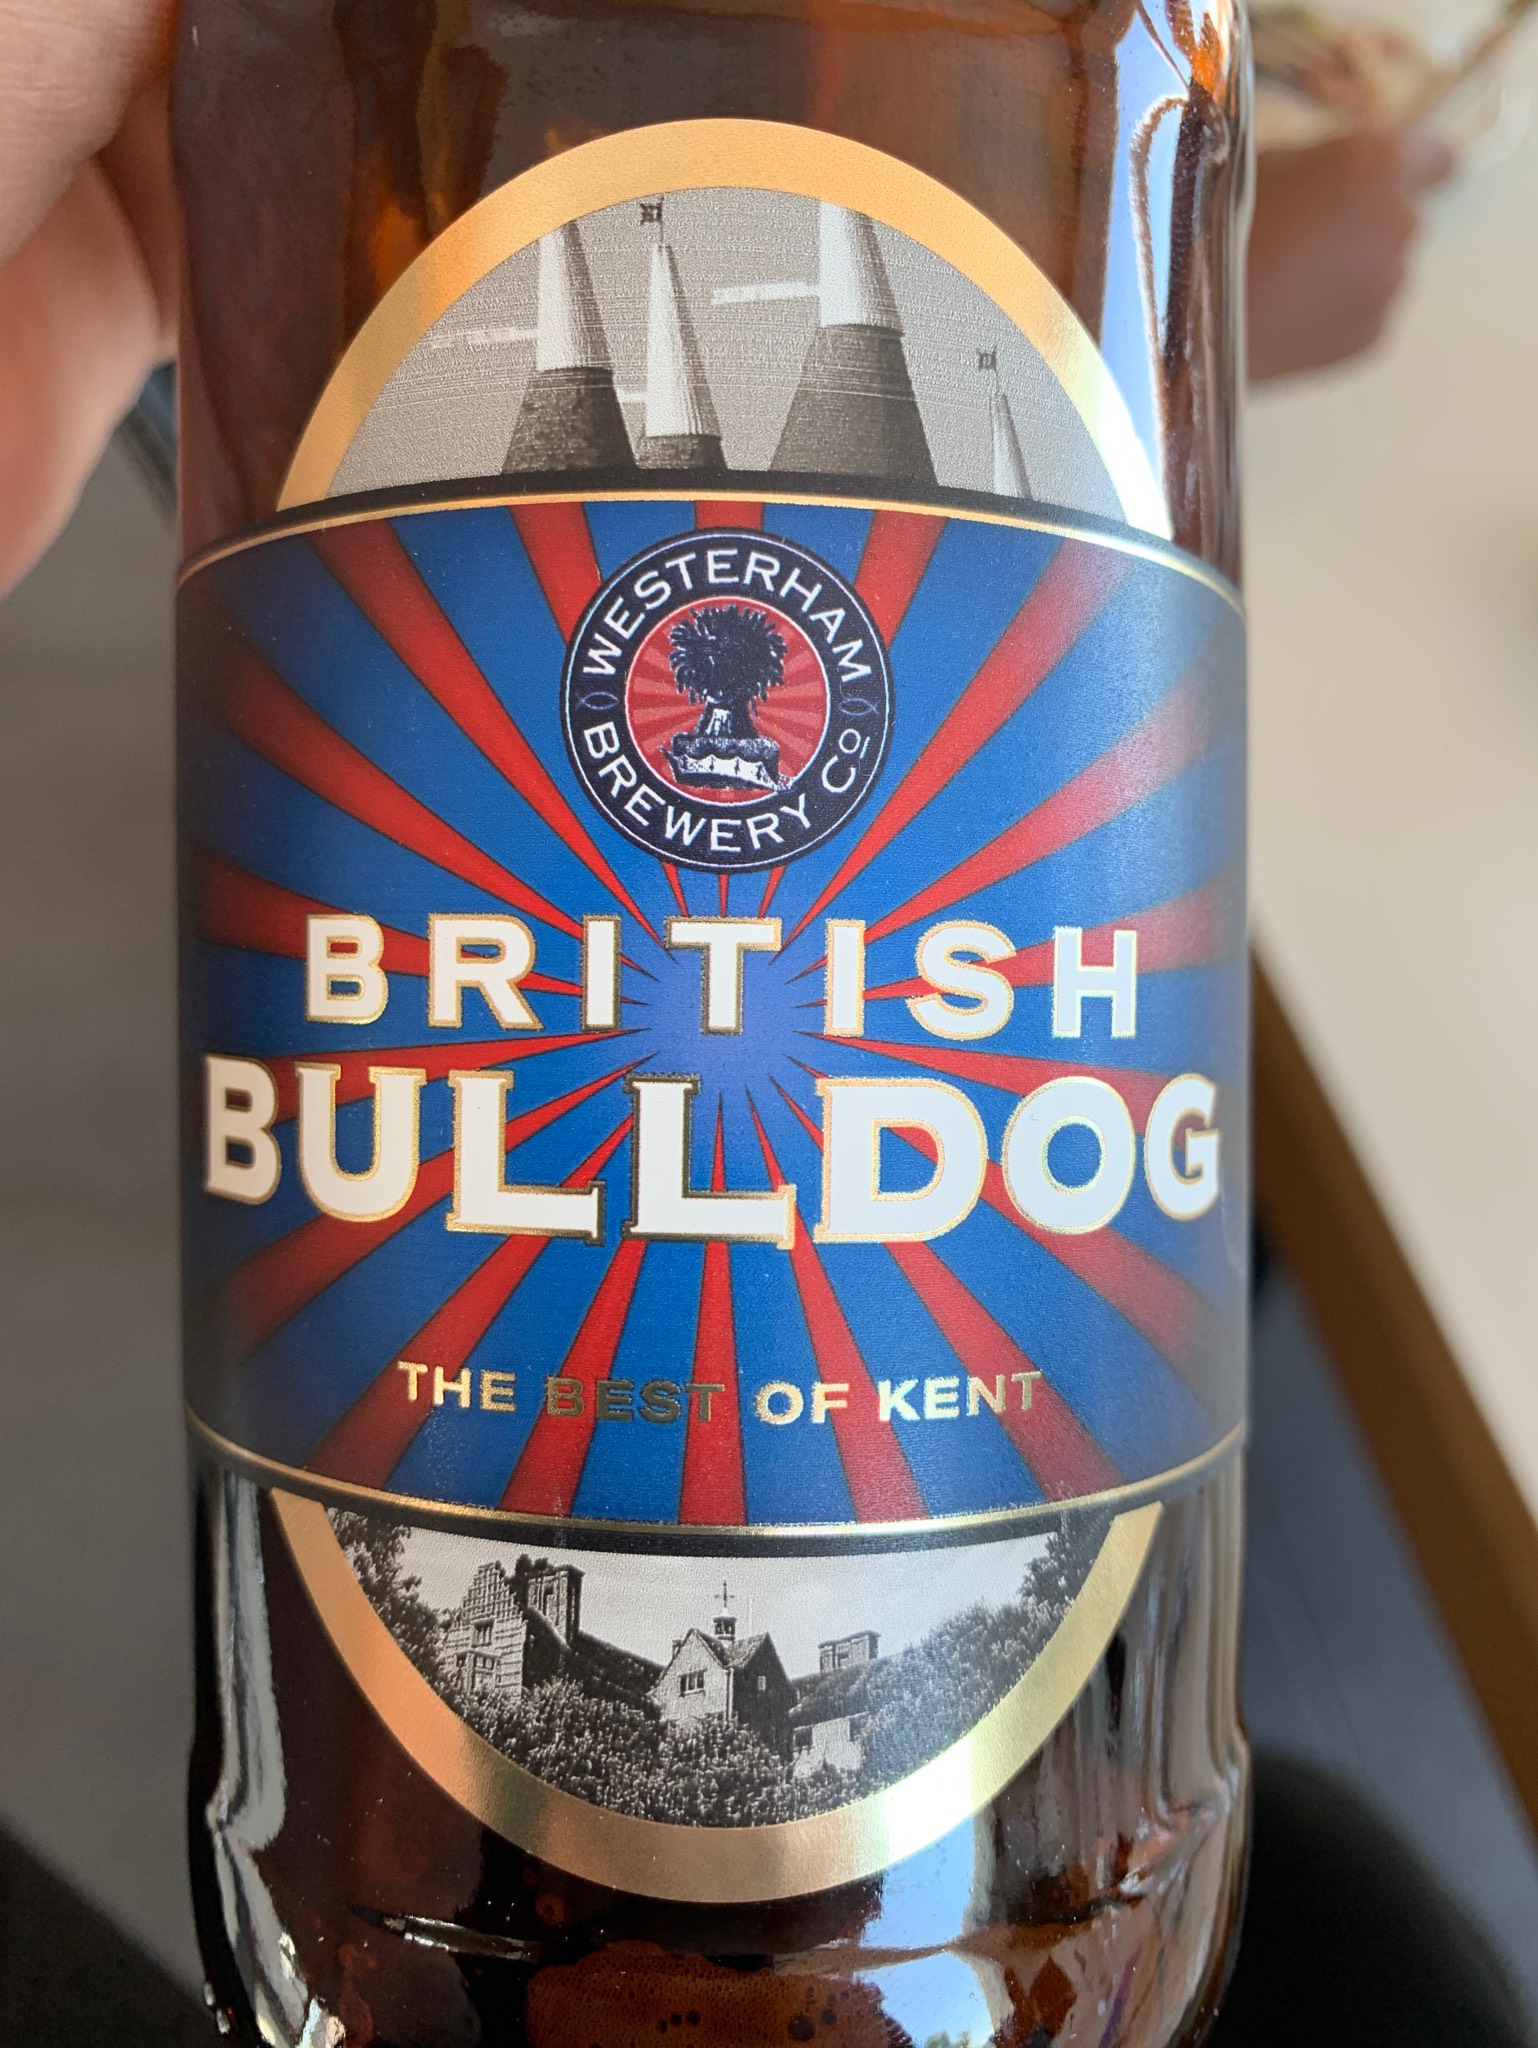 WESTERHAM
BREWERY Co
BRITISH
BULLDOG
THE BEST OF KENT